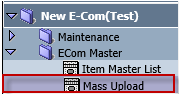 New E-Com(Test)
Maintenance
ECom Master
Item Master List
Mass Upload